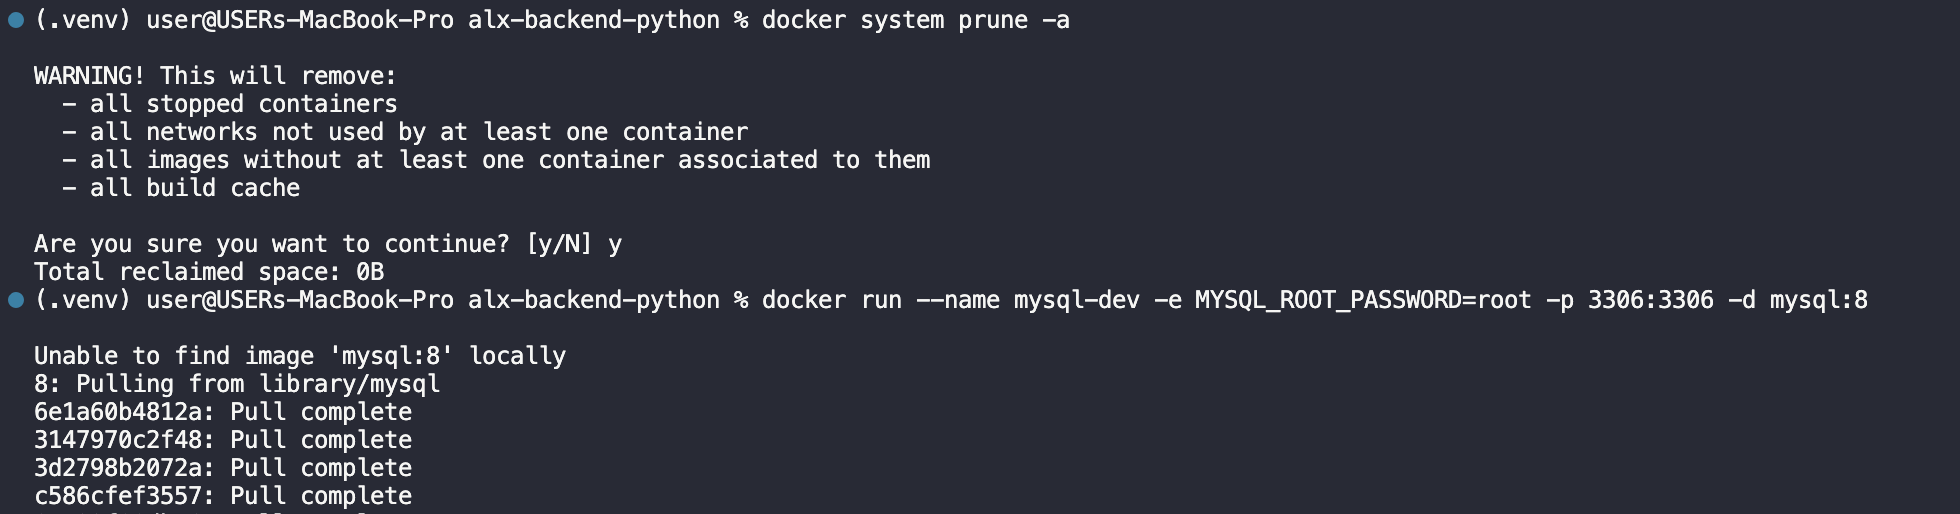 (.venv) user@USERs-MacBook-Pro alx-backend-python % docker system prune -a
WARNING! This will remove:
- all stopped containers
- all networks not used by at least one container
- all images without at least one container associated to them
- all build cache
Are you sure you want to continue? [y/N] y
Total reclaimed space: 0B
(.venv) user@USERs-MacBook-Pro alx-backend-python % docker run --name mysql-dev -e MYSQL_ROOT_PASSWORD=root -p 3306:3306 -d mysql:8
Unable to find image 'mysql:8' locally
8: Pulling from library/mysql
6e1a60b4812a: Pull complete
3147970c2f48: Pull complete
3d2798b2072a: Pull complete
c586cfef3557: Pull complete